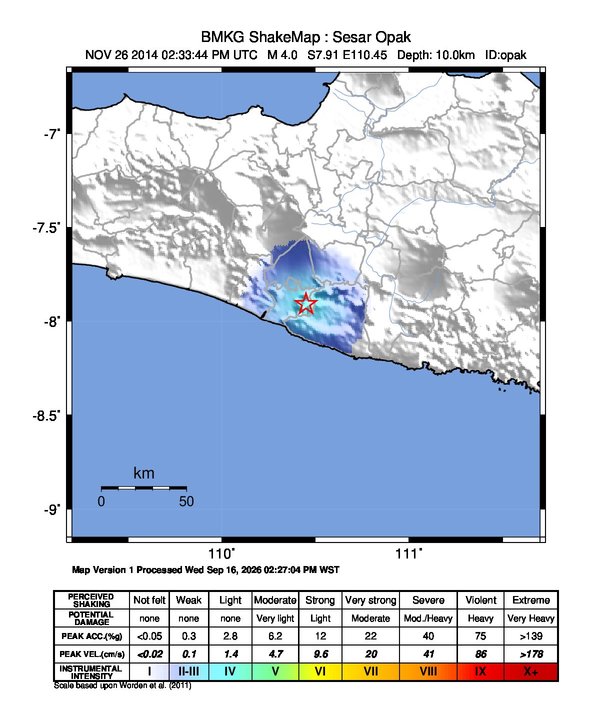 BMKG ShakeMap : Sesar Opak
NOV 26 2014 02:33:44 PM UTC M 4.0 S7.91 E110.45 Depth: 10.0km ID:opak
-7°
-7.5°
-8°
-8.5°
-9°
km
0 50
110° 111°
Map Version 1 Processed Wed Sep 16, 2026 02:27:04 PM WST
PERCEIVED SHAKING Not felt Weak Light Moderate Strong Very strong Severe Violent Extreme
POTENTIAL DAMAGE none none none Very light Light Moderate Mod./Heavy Heavy Very Heavy
PEAK ACC.(%g) <0.05 0.3 2.8 6.2 12 22 40 75 >139
PEAK VEL.(cm/s) <0.02 0.1 1.4 4.7 9.6 20 41 86 >178
INSTRUMENTAL INTENSITY I II-III IV V VI VII VIII IX X+
Scale based upon Worden et al. (2011)